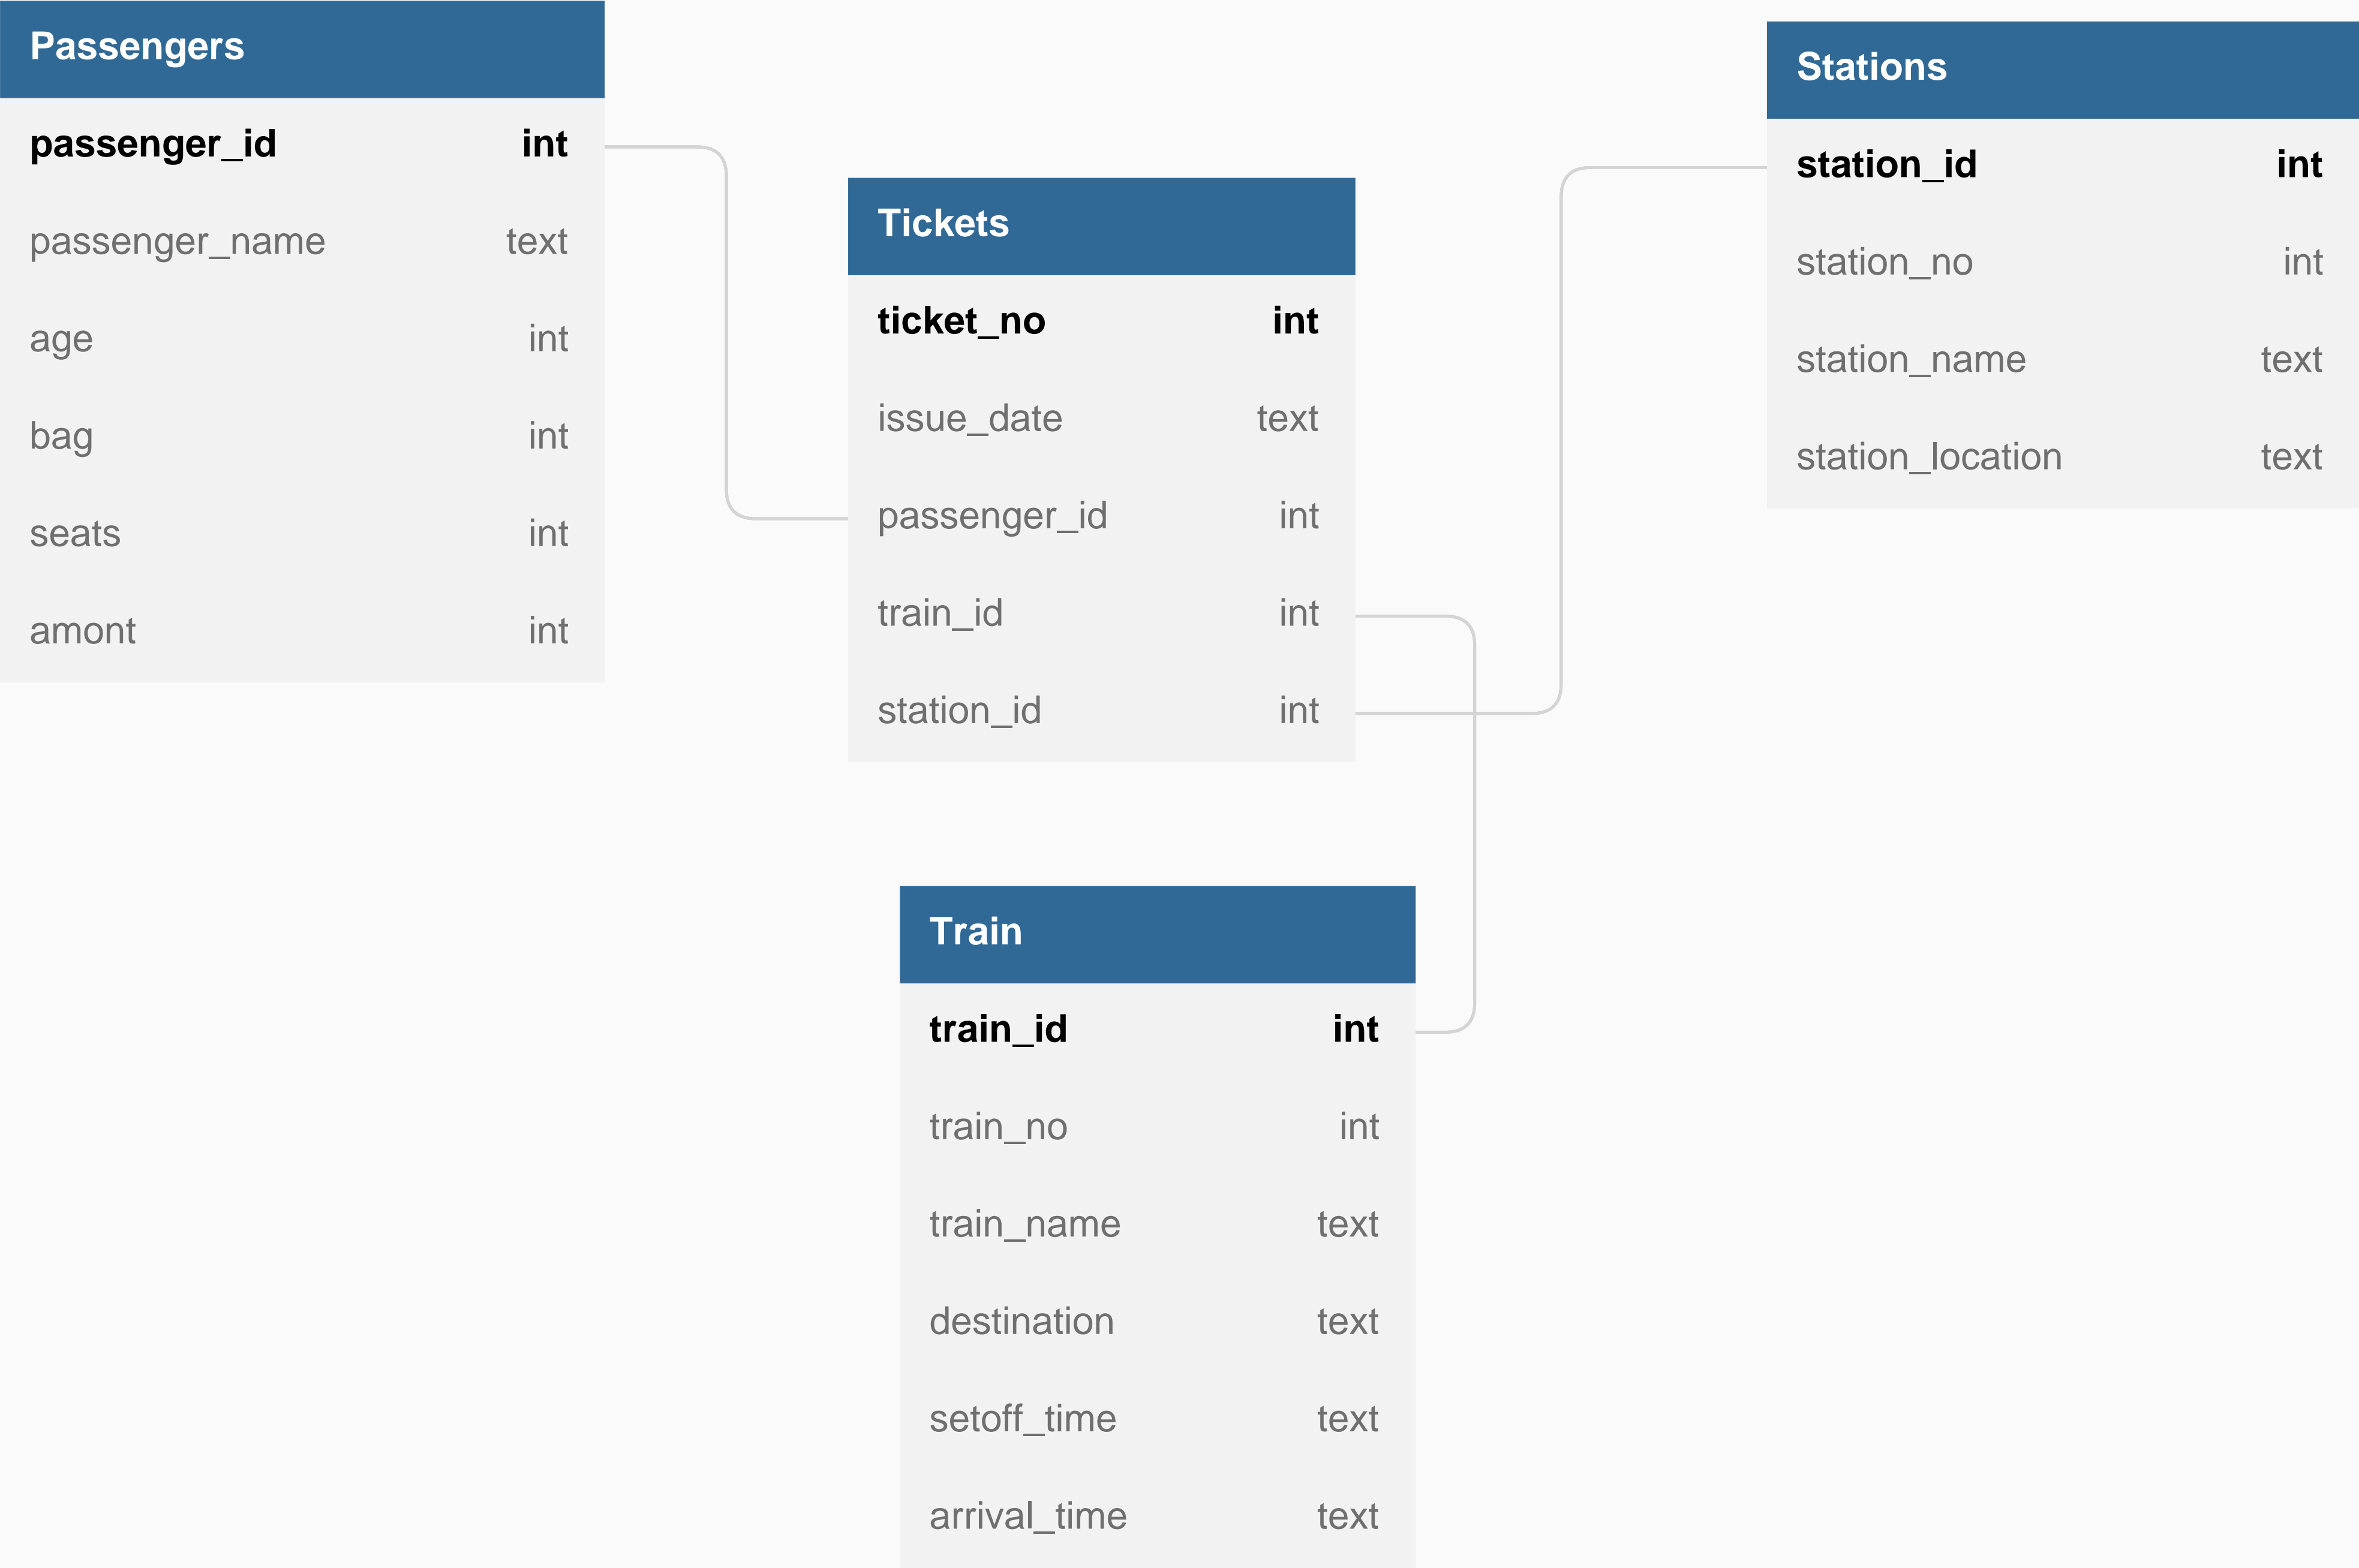 Passengers
passenger_id int
passenger_name text
age int
bag int
seats int
amont int
Tickets
ticket_no int
issue_date text
passenger_id int
train_id int
station_id int
Stations
station_id int
station_no int
station_name text
station_location text
Train
train_id int
train_no int
train_name text
destination text
setoff_time text
arrival_time text